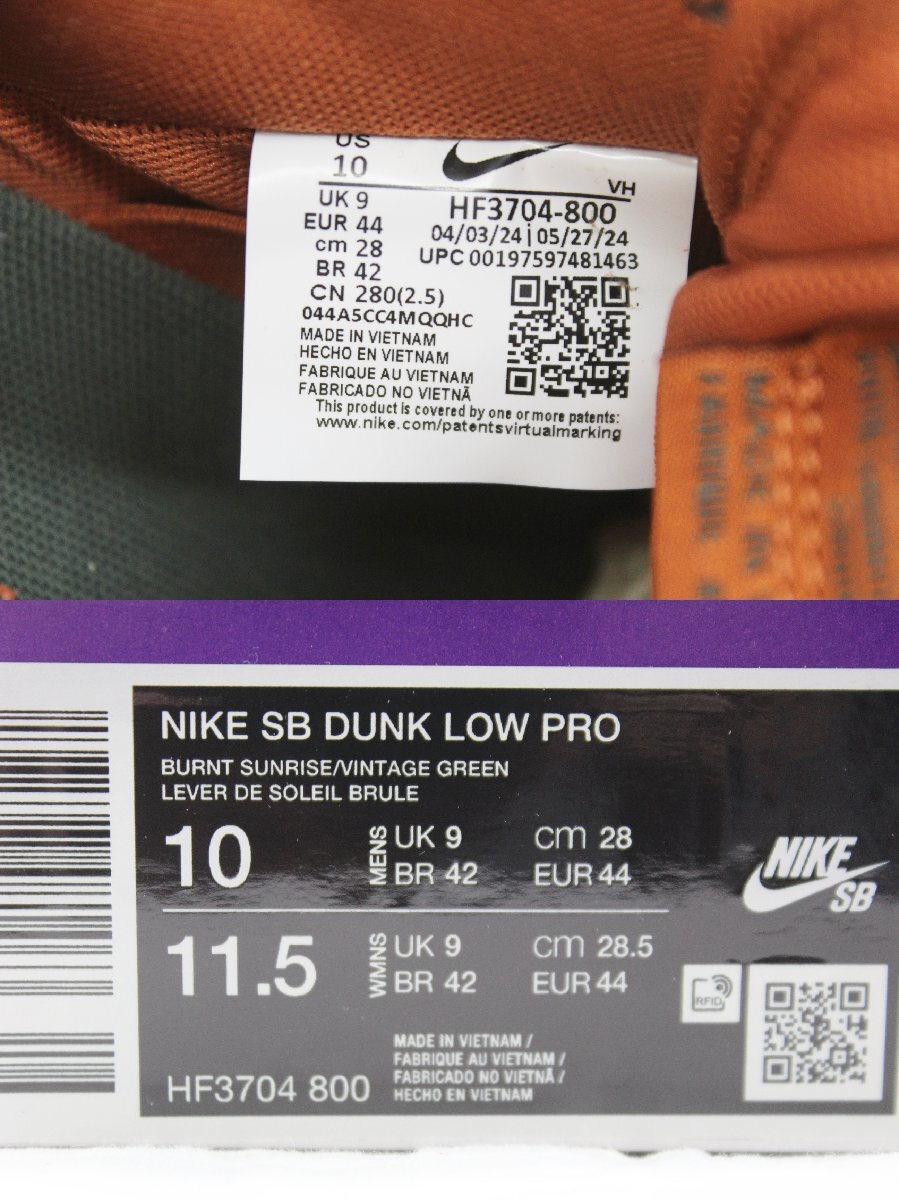 US
10
VH
UK 9
HF3704-800
EUR 44
04/03/24|05/27/24
cm 28
UPC 00197597481463
BR 42
CN 280(2.5)
044A5CC4MQQHC
MADE IN VIETNAM
HECHO EN VIETNAM
FABRIQUE AU VIETNAM
FABRICADO NO VIETNÃ
This product is covered by one or more patents:
www.nike.com/patentsvirtualmarking
NIKE SB DUNK LOW PRO
BURNT SUNRISE/VINTAGE GREEN
LEVER DE SOLEIL BRULE
10 MENS UK 9 cm 28
BR 42 EUR 44
NIKE
SB
11.5 WMNS UK 9 cm 28.5
BR 42 EUR 44
RFID
MADE IN VIETNAM /
FABRIQUE AU VIETNAM /
FABRICADO NO VIETNÃ /
HECHO EN VIETNAM
HF3704 800